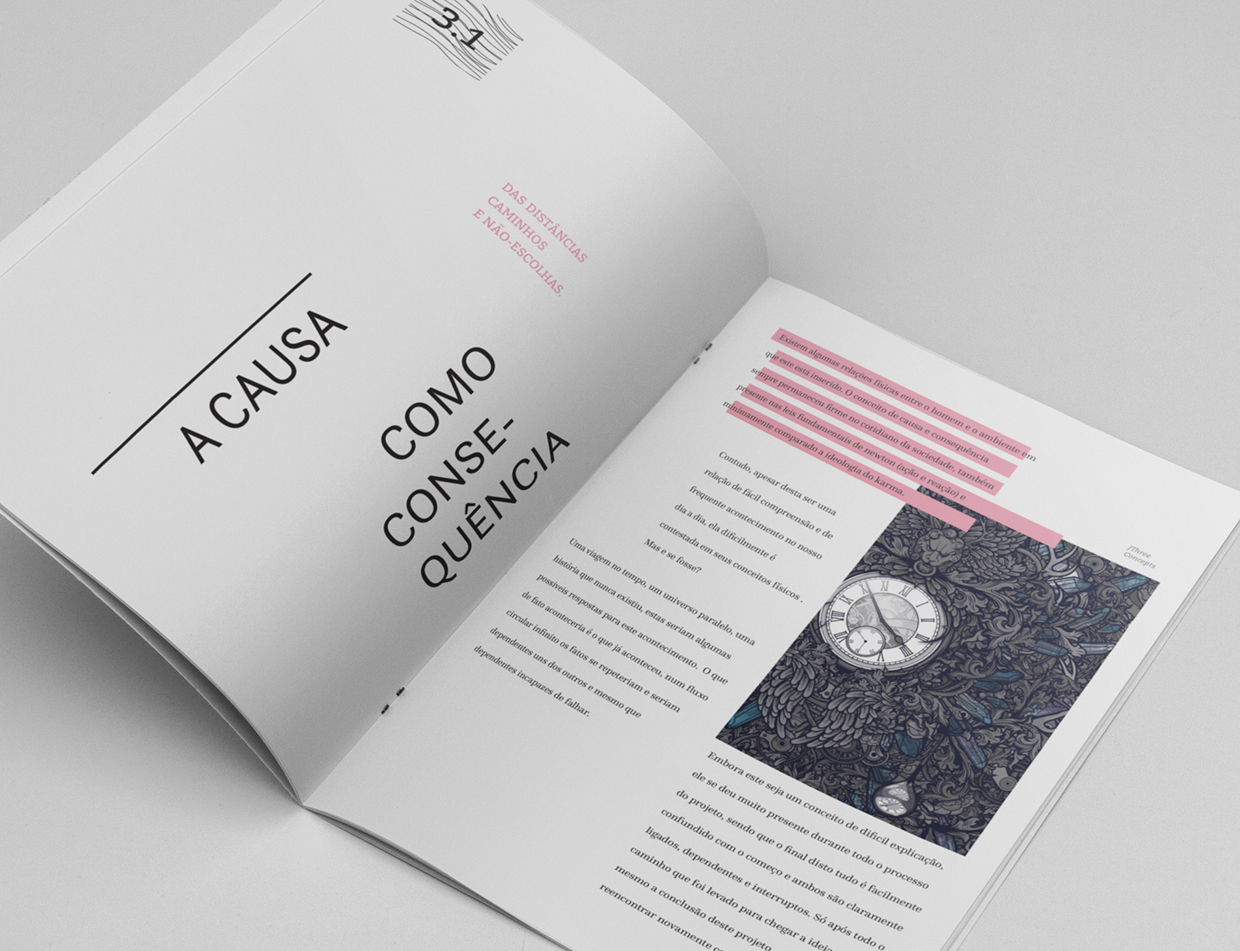 3.1
DAS DISTÂNCIAS
CAMINHOS
E NÃO-ESCOLHAS.
A CAUSA
COMO
CONSE-
QUÊNCIA
Existem algumas relações físicas entre o homem e o ambiente em
que este está inserido. O conceito de causa e consequência
sempre permaneceu firme no cotidiano da sociedade, também
presente nas leis fundamentais de newton (ação e reação) e
minimamente comparado a ideologia do karma.
Contudo, apesar desta ser uma
relação de fácil compreensão e de
frequente acontecimento no nosso
dia a dia, ela dificilmente é
contestada em seus conceitos físicos .
Mas e se fosse?
Uma viagem no tempo, um universo paralelo, uma
história que nunca existiu, estas seriam algumas
possíveis respostas para este acontecimento. O que
de fato aconteceria é o que já aconteceu, num fluxo
circular infinito os fatos se repeteriam e seriam
dependentes uns dos outros e mesmo que
dependentes incapazes de falhar.
JThree
Concepts
Embora este seja um conceito de dificil explicação,
ele se deu muito presente durante todo o processo
do projeto, sendo que o final disto tudo é facilmente
confundido com o começo e ambos são claramente
ligados, dependentes e interruptos. Só após todo o
caminho que foi levado para chegar a ideia
mesmo a conclusão deste projeto
reencontrar novamente